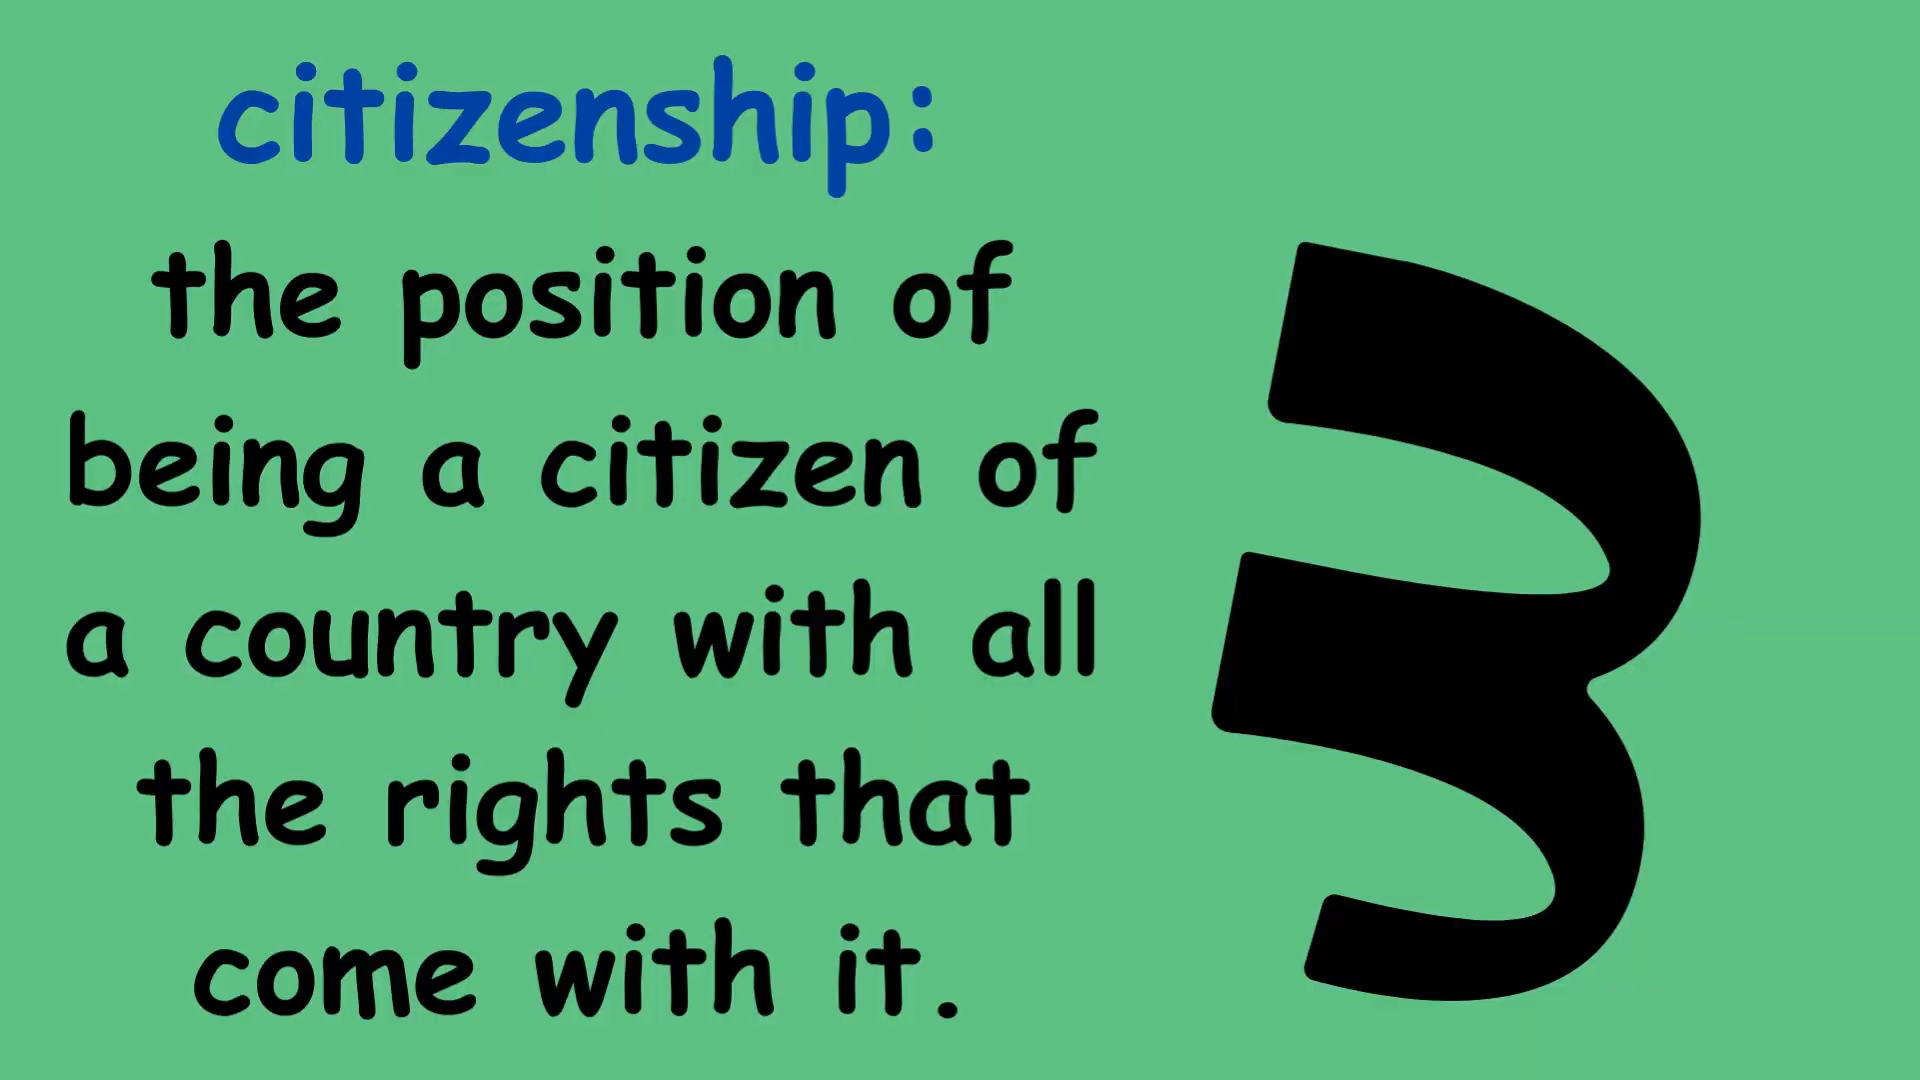 citizenship:
the position of
being a citizen of
a country with all
the rights that
come with it.
3